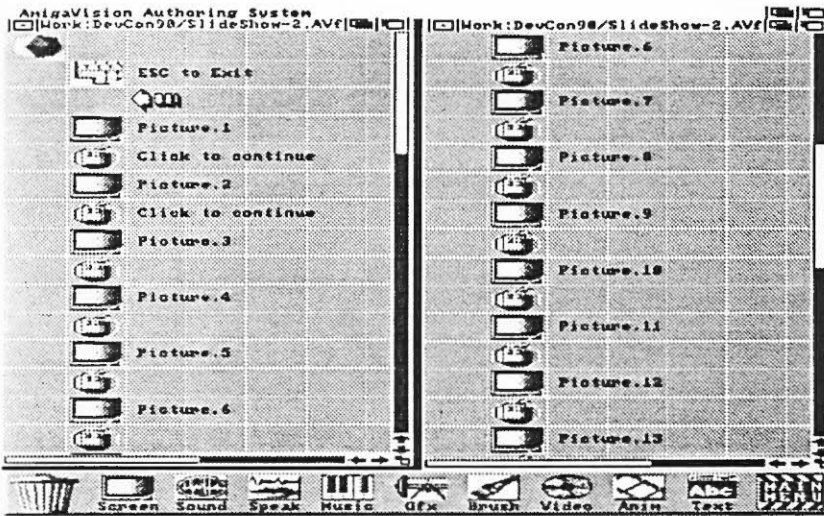 AmigaVision Authoring System
Work:DevCon90/SlideShow-2.AVf
ESC to Exit
Picture.1
Click to continue
Picture.2
Click to continue
Picture.3
Picture.4
Picture.5
Picture.6
Work:DevCon90/SlideShow-2.AVf
Picture.6
Picture.7
Picture.8
Picture.9
Picture.10
Picture.11
Picture.12
Picture.13
Screen Sound Speak Music Gfx Brush Video Anim Abc Text MAIN MENU